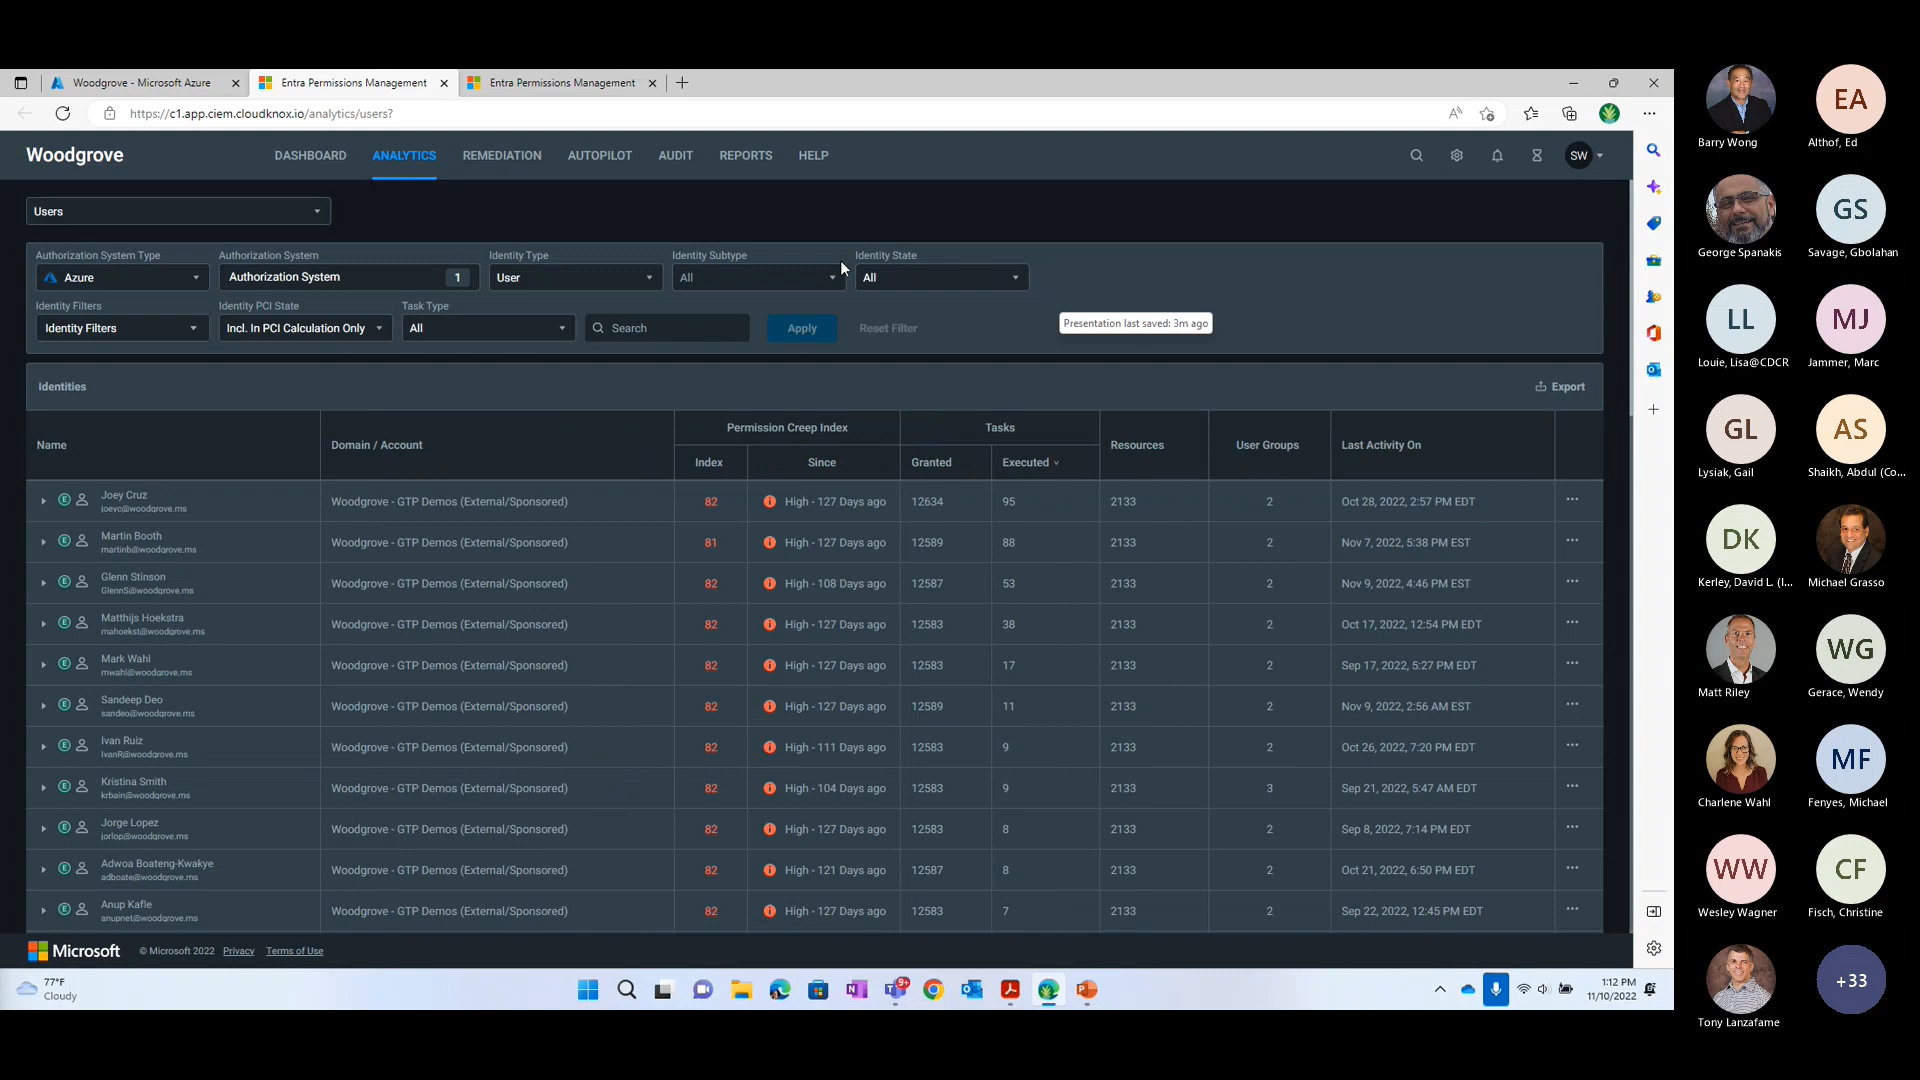 Woodgrove - Microsoft Azure
Entra Permissions Management
Entra Permissions Management
https://c1.app.ciem.cloudknox.io/analytics/users?
Woodgrove
DASHBOARD
ANALYTICS
REMEDIATION
AUTOPILOT
AUDIT
REPORTS
HELP
SW
Users
Authorization System Type
Authorization System
Identity Type
Identity Subtype
Identity State
Azure
Authorization System 1
User
All
All
Identity Filters
Identity PCI State
Task Type
Identity Filters
Incl. In PCI Calculation Only
All
Search
Apply
Reset Filter
Presentation last saved: 3m ago
Identities
Export
Name
Domain / Account
Permission Creep Index
Tasks
Resources
User Groups
Last Activity On
Index
Since
Granted
Executed
Joey Cruz
joeyc@woodgrove.ms
Woodgrove - GTP Demos (External/Sponsored) 82 High - 127 Days ago 12634 95 2133 2 Oct 28, 2022, 2:57 PM EDT
Martin Booth
martinb@woodgrove.ms
Woodgrove - GTP Demos (External/Sponsored) 81 High - 127 Days ago 12589 88 2133 2 Nov 7, 2022, 5:38 PM EST
Glenn Stinson
GlennS@woodgrove.ms
Woodgrove - GTP Demos (External/Sponsored) 82 High - 108 Days ago 12587 53 2133 2 Nov 9, 2022, 4:46 PM EST
Matthijs Hoekstra
mahoekst@woodgrove.ms
Woodgrove - GTP Demos (External/Sponsored) 82 High - 127 Days ago 12583 38 2133 2 Oct 17, 2022, 12:54 PM EDT
Mark Wahl
mwahl@woodgrove.ms
Woodgrove - GTP Demos (External/Sponsored) 82 High - 127 Days ago 12583 17 2133 2 Sep 17, 2022, 5:27 PM EDT
Sandeep Deo
sandeo@woodgrove.ms
Woodgrove - GTP Demos (External/Sponsored) 82 High - 127 Days ago 12589 11 2133 2 Nov 9, 2022, 2:56 AM EST
Ivan Ruiz
IvanR@woodgrove.ms
Woodgrove - GTP Demos (External/Sponsored) 82 High - 111 Days ago 12583 9 2133 2 Oct 26, 2022, 7:20 PM EDT
Kristina Smith
krbain@woodgrove.ms
Woodgrove - GTP Demos (External/Sponsored) 82 High - 104 Days ago 12583 9 2133 3 Sep 21, 2022, 5:47 AM EDT
Jorge Lopez
jorlop@woodgrove.ms
Woodgrove - GTP Demos (External/Sponsored) 82 High - 127 Days ago 12583 8 2133 2 Sep 8, 2022, 7:14 PM EDT
Adwoa Boateng-Kwakye
adboate@woodgrove.ms
Woodgrove - GTP Demos (External/Sponsored) 82 High - 121 Days ago 12587 8 2133 2 Oct 21, 2022, 6:50 PM EDT
Anup Kafle
anupnet@woodgrove.ms
Woodgrove - GTP Demos (External/Sponsored) 82 High - 127 Days ago 12583 7 2133 2 Sep 22, 2022, 12:45 PM EDT
Microsoft
© Microsoft 2022 Privacy Terms of Use
77°F
Cloudy
9+
1:12 PM
11/10/2022
Barry Wong
EA
Althof, Ed
George Spanakis
GS
Savage, Gbolahan
LL
Louie, Lisa@CDCR
MJ
Jammer, Marc
GL
Lysiak, Gail
AS
Shaikh, Abdul (Co...
DK
Kerley, David L. (I...
Michael Grasso
Matt Riley
WG
Gerace, Wendy
Charlene Wahl
MF
Fenyes, Michael
WW
Wesley Wagner
CF
Fisch, Christine
Tony Lanzafame
+33